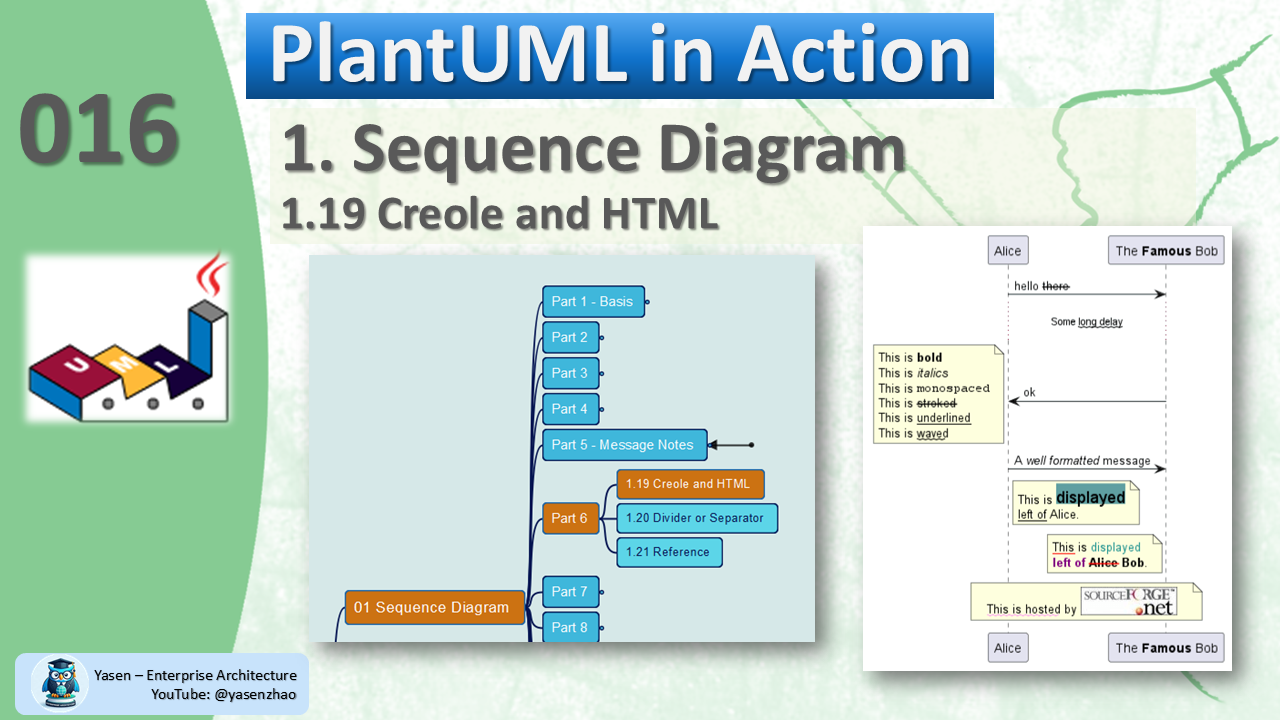 PlantUML in Action
016
1. Sequence Diagram
1.19 Creole and HTML
UML
Part 1 - Basis
Part 2
Part 3
Part 4
Part 5 - Message Notes
Part 6
1.19 Creole and HTML
1.20 Divider or Separator
1.21 Reference
01 Sequence Diagram
Part 7
Part 8
Alice
The Famous Bob
hello there
Some long delay
This is bold
This is italics
This is monospaced
This is stroked
This is underlined
This is waved
ok
A well formatted message
This is displayed
left of Alice.
This is displayed
left of Alice Bob.
This is hosted by SOURCEFORGE™
.net
Alice
The Famous Bob
Yasen – Enterprise Architecture
YouTube: @yasenzhao